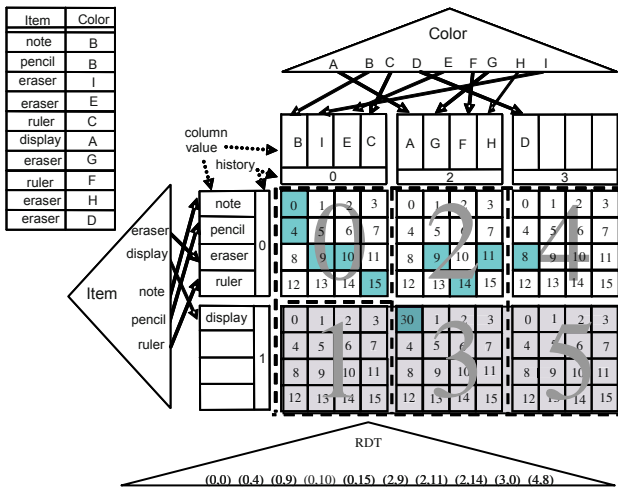 Item Color
note B
pencil B
eraser I
eraser E
ruler C
display A
eraser G
ruler F
eraser H
eraser D
Color
A B C D E F G H I
column
value
history
B I E C
0
A G F H
2
D
3
Item
eraser
display
note
pencil
ruler
note
pencil
eraser
ruler
0
display
1
0 1 2 3
4 5 6 7
8 9 10 11
12 13 14 15
0
0 1 2 3
4 5 6 7
8 9 10 11
12 13 14 15
2
0 1 2 3
4 5 6 7
8 9 10 11
12 13 14 15
4
0 1 2 3
4 5 6 7
8 9 10 11
12 13 14 15
1
30 1 2 3
4 5 6 7
8 9 10 11
12 13 14 15
3
0 1 2 3
4 5 6 7
8 9 10 11
12 13 14 15
5
RDT
(0,0) (0,4) (0,9) (0,10) (0,15) (2,9) (2,11) (2,14) (3,0) (4,8)